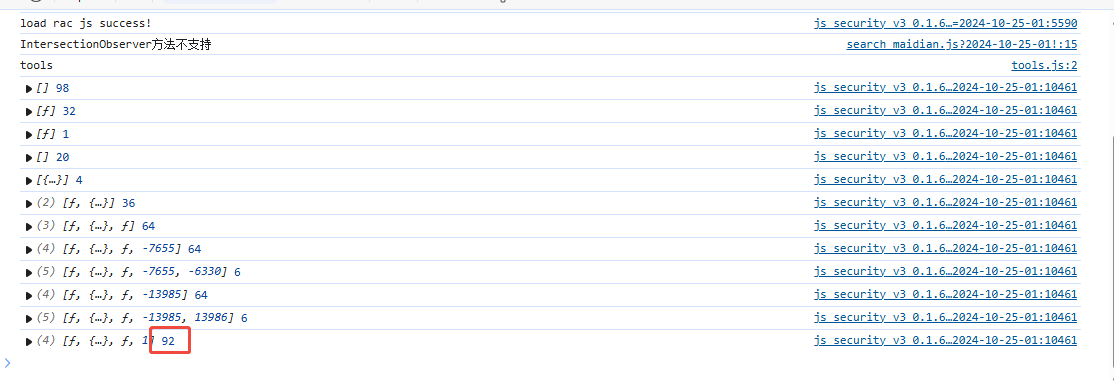 load rac js success! js security v3 0.1.6…=2024-10-25-01:5590
IntersectionObserver方法不支持 search maidian.js?2024-10-25-01!:15
tools tools.js:2
▶[] 98 js security v3 0.1.6…2024-10-25-01:10461
▶[f] 32 js security v3 0.1.6…2024-10-25-01:10461
▶[f] 1 js security v3 0.1.6…2024-10-25-01:10461
▶[] 20 js security v3 0.1.6…2024-10-25-01:10461
▶[{…}] 4 js security v3 0.1.6…2024-10-25-01:10461
▶(2) [f, {…}] 36 js security v3 0.1.6…2024-10-25-01:10461
▶(3) [f, {…}, f] 64 js security v3 0.1.6…2024-10-25-01:10461
▶(4) [f, {…}, f, -7655] 64 js security v3 0.1.6…2024-10-25-01:10461
▶(5) [f, {…}, f, -7655, -6330] 6 js security v3 0.1.6…2024-10-25-01:10461
▶(4) [f, {…}, f, -13985] 64 js security v3 0.1.6…2024-10-25-01:10461
▶(5) [f, {…}, f, -13985, 13986] 6 js security v3 0.1.6…2024-10-25-01:10461
▶(4) [f, {…}, f, 1] 92 js security v3 0.1.6…2024-10-25-01:10461